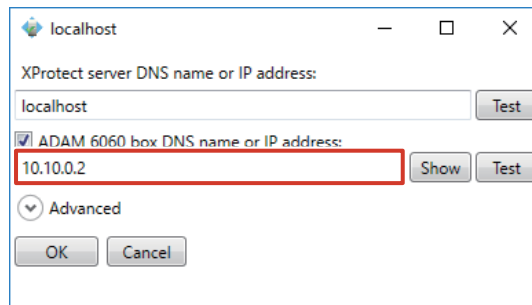 localhost
XProtect server DNS name or IP address:
localhost
Test
ADAM 6060 box DNS name or IP address:
10.10.0.2
Show
Test
Advanced
OK
Cancel